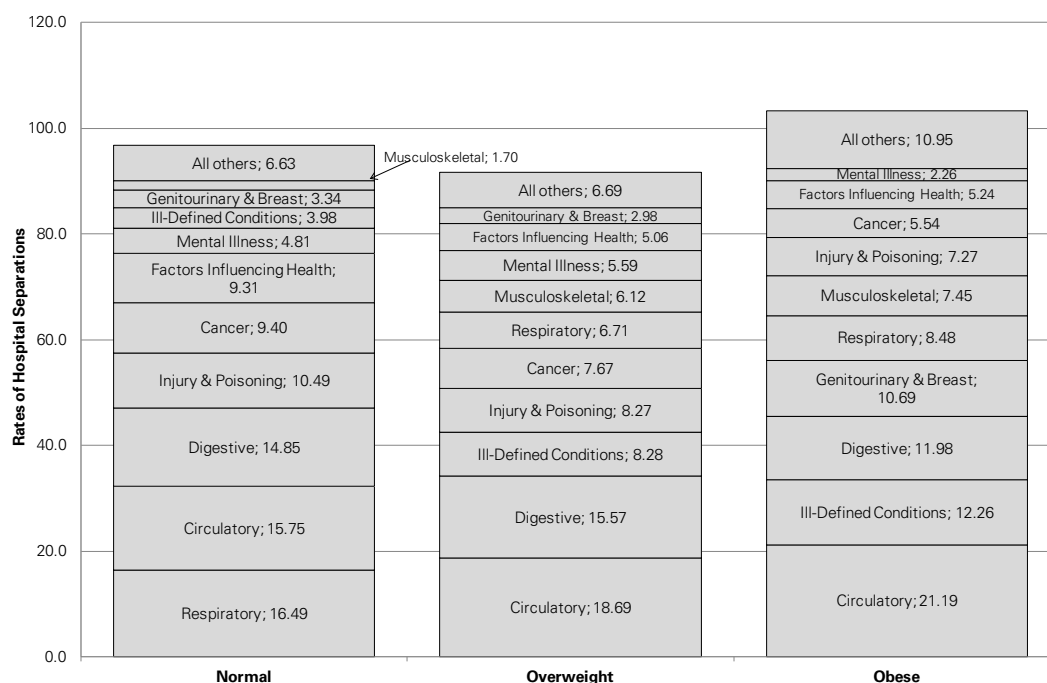 120.0
100.0
80.0
60.0
40.0
20.0
0.0
Rates of Hospital Separations
All others; 6.63
Musculoskeletal; 1.70
Genitourinary & Breast; 3.34
Ill-Defined Conditions; 3.98
Mental Illness; 4.81
Factors Influencing Health;
9.31
Cancer; 9.40
Injury & Poisoning; 10.49
Digestive; 14.85
Circulatory; 15.75
Respiratory; 16.49
Normal
All others; 6.69
Genitourinary & Breast; 2.98
Factors Influencing Health; 5.06
Mental Illness; 5.59
Musculoskeletal; 6.12
Respiratory; 6.71
Cancer; 7.67
Injury & Poisoning; 8.27
Ill-Defined Conditions; 8.28
Digestive; 15.57
Circulatory; 18.69
Overweight
All others; 10.95
Mental Illness; 2.26
Factors Influencing Health; 5.24
Cancer; 5.54
Injury & Poisoning; 7.27
Musculoskeletal; 7.45
Respiratory; 8.48
Genitourinary & Breast;
10.69
Digestive; 11.98
Ill-Defined Conditions; 12.26
Circulatory; 21.19
Obese